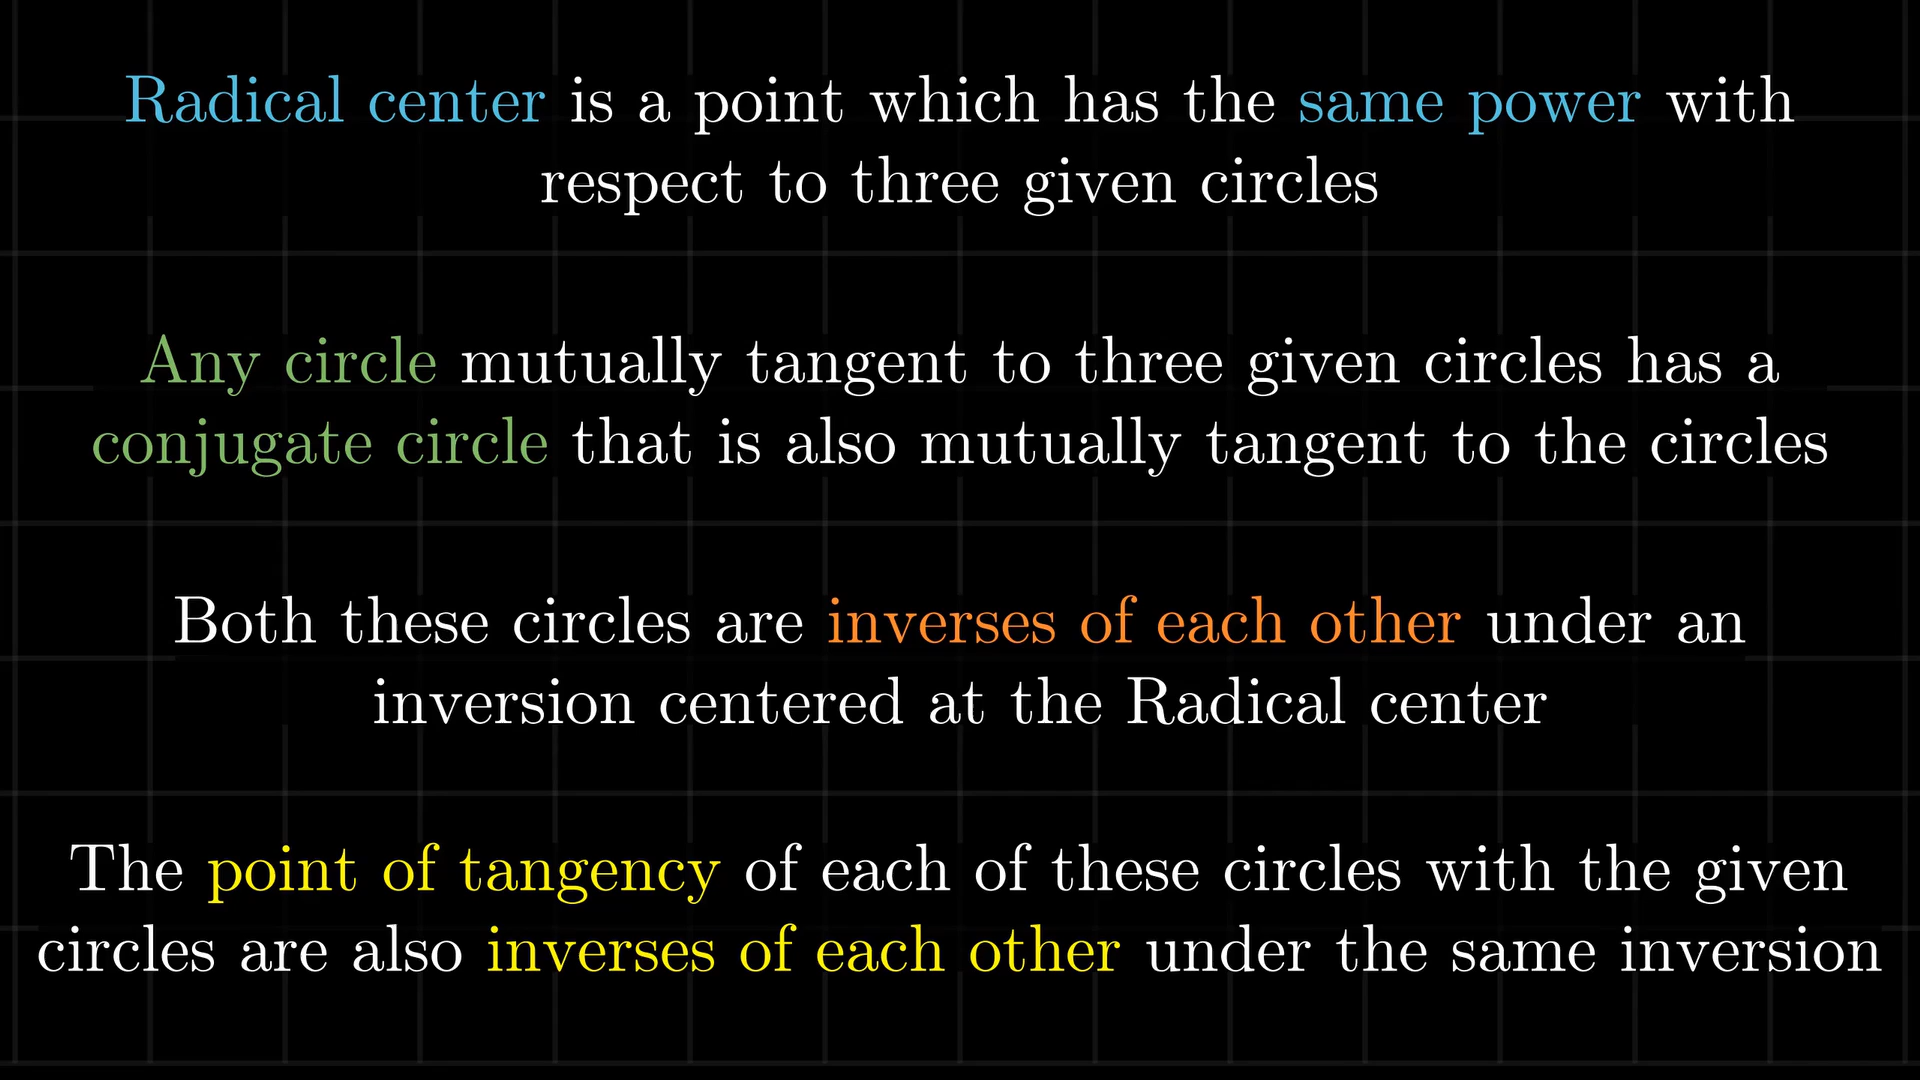 Radical center is a point which has the same power with
respect to three given circles
Any circle mutually tangent to three given circles has a
conjugate circle that is also mutually tangent to the circles
Both these circles are inverses of each other under an
inversion centered at the Radical center
The point of tangency of each of these circles with the given
circles are also inverses of each other under the same inversion